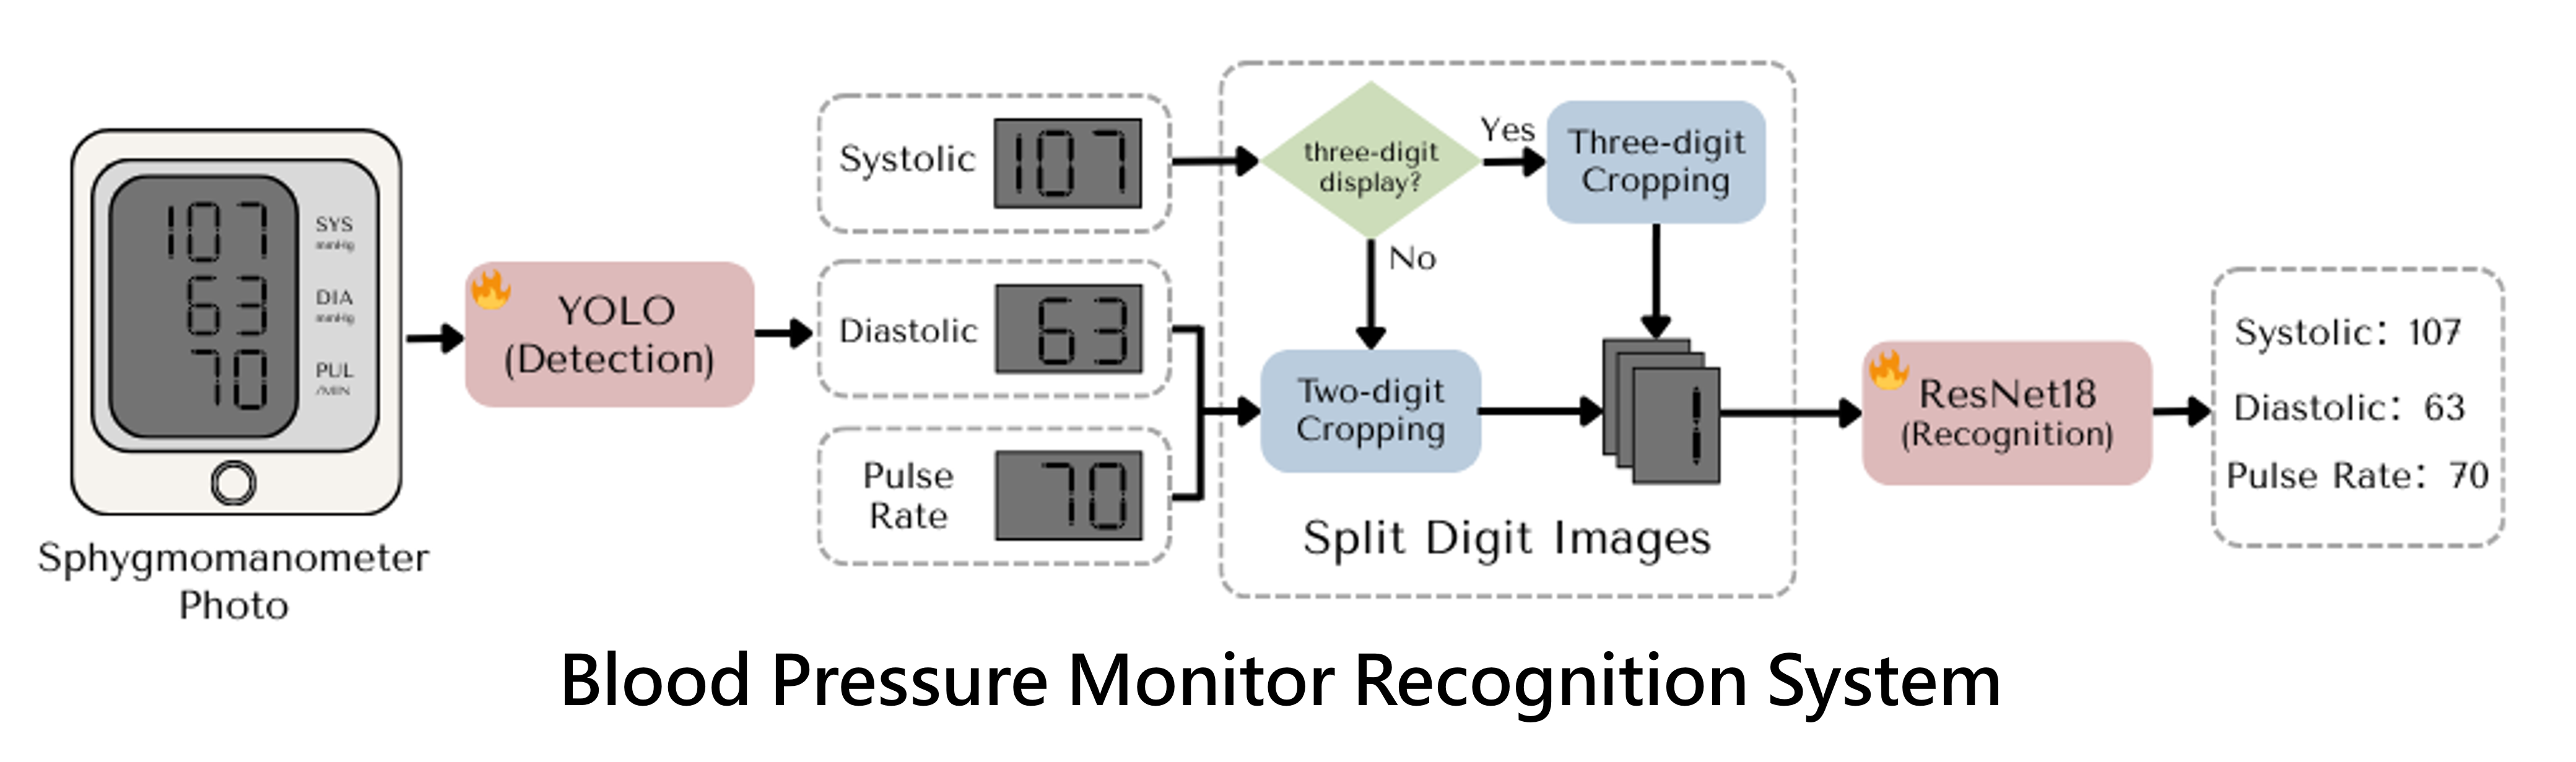 107
SYS
mmHg
63
DIA
mmHg
70
PUL
/MIN
Sphygmomanometer
Photo
YOLO
(Detection)
Systolic
107
Diastolic
63
Pulse
Rate
70
three-digit
display?
Yes
No
Three-digit
Cropping
Two-digit
Cropping
1
Split Digit Images
ResNet18
(Recognition)
Systolic: 107
Diastolic: 63
Pulse Rate: 70
Blood Pressure Monitor Recognition System